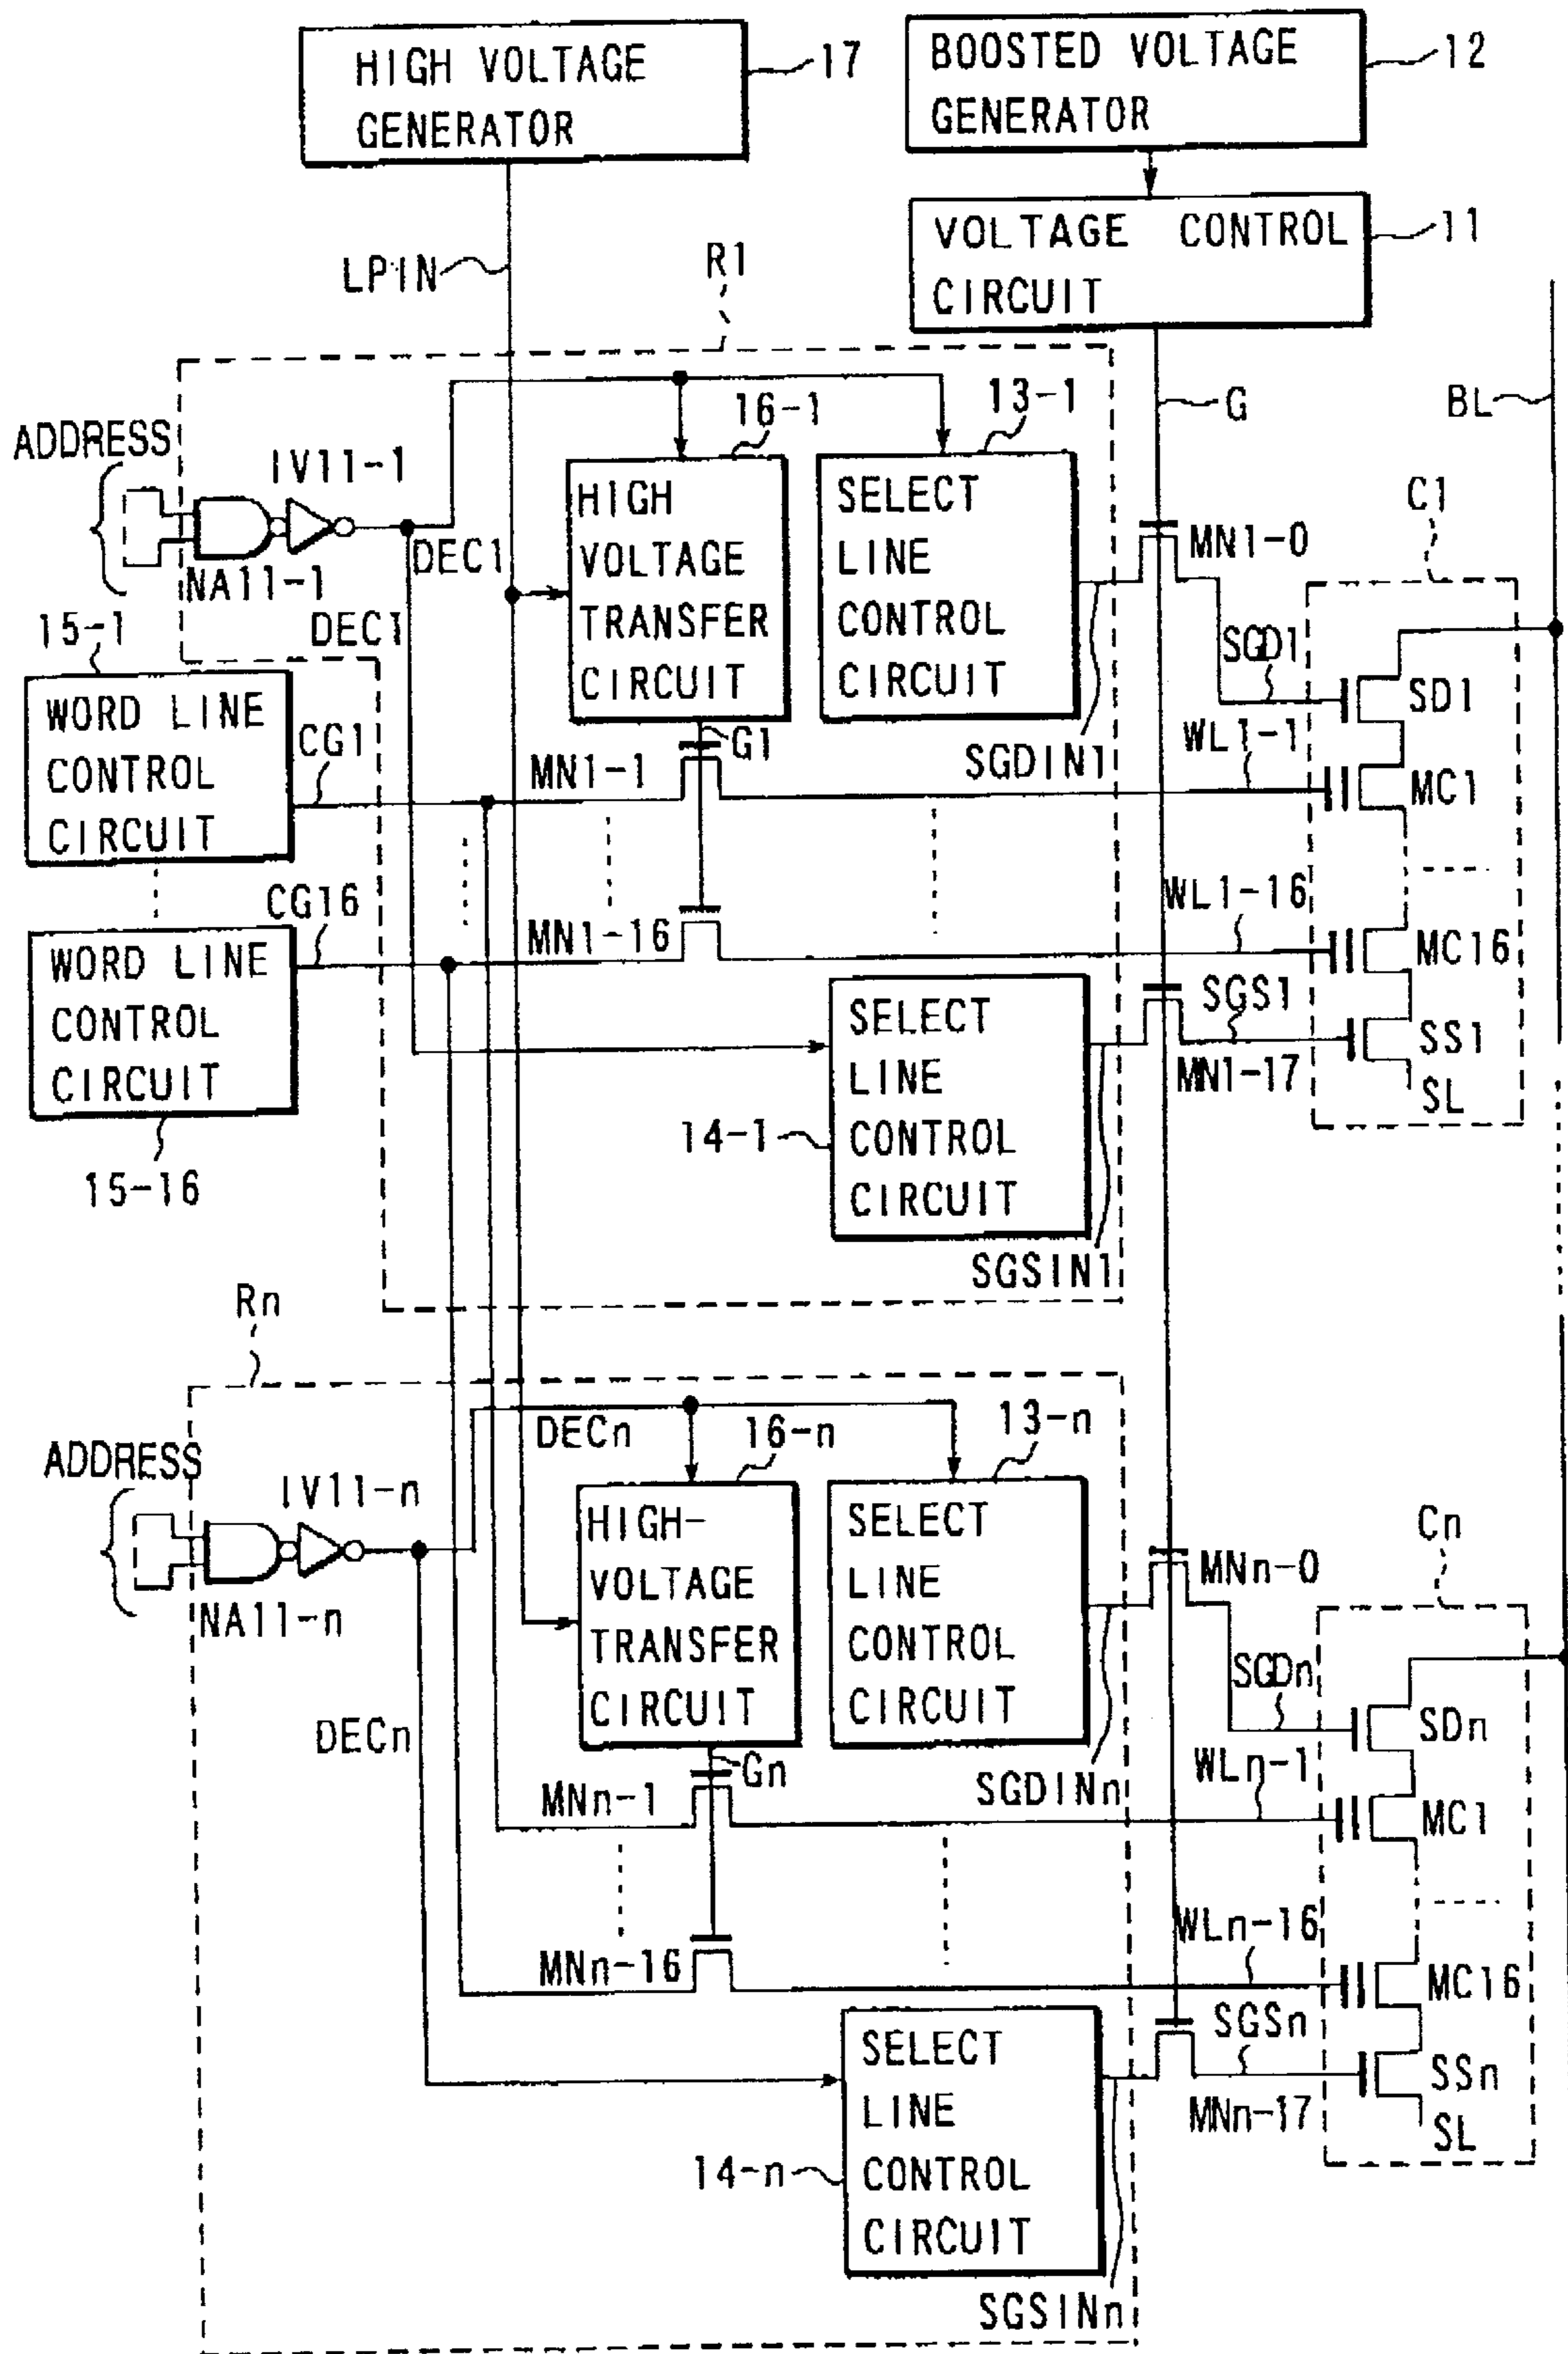 HIGH VOLTAGE
GENERATOR
17
BOOSTED VOLTAGE
GENERATOR
12
VOLTAGE CONTROL
CIRCUIT
11
LPIN
R1
G
BL
ADDRESS
IV11-1
NA11-1
DEC1
DEC1
16-1
HIGH
VOLTAGE
TRANSFER
CIRCUIT
13-1
SELECT
LINE
CONTROL
CIRCUIT
MN1-0
C1
SGD1
SD1
SGDIN1
WL1-1
MC1
15-1
WORD LINE
CONTROL
CIRCUIT
CG1
MN1-1
G1
CG16
MN1-16
WL1-16
MC16
WORD LINE
CONTROL
CIRCUIT
15-16
SELECT
LINE
CONTROL
CIRCUIT
14-1
SGS1
MN1-17
SS1
SL
SGSIN1
Rn
ADDRESS
IV11-n
NA11-n
DECn
DECn
16-n
HIGH-
VOLTAGE
TRANSFER
CIRCUIT
13-n
SELECT
LINE
CONTROL
CIRCUIT
MNn-0
Cn
SGDn
SDn
SGDINn
WLn-1
MC1
MNn-1
Gn
MNn-16
WLn-16
MC16
SELECT
LINE
CONTROL
CIRCUIT
14-n
SGSn
MNn-17
SSn
SL
SGSINn